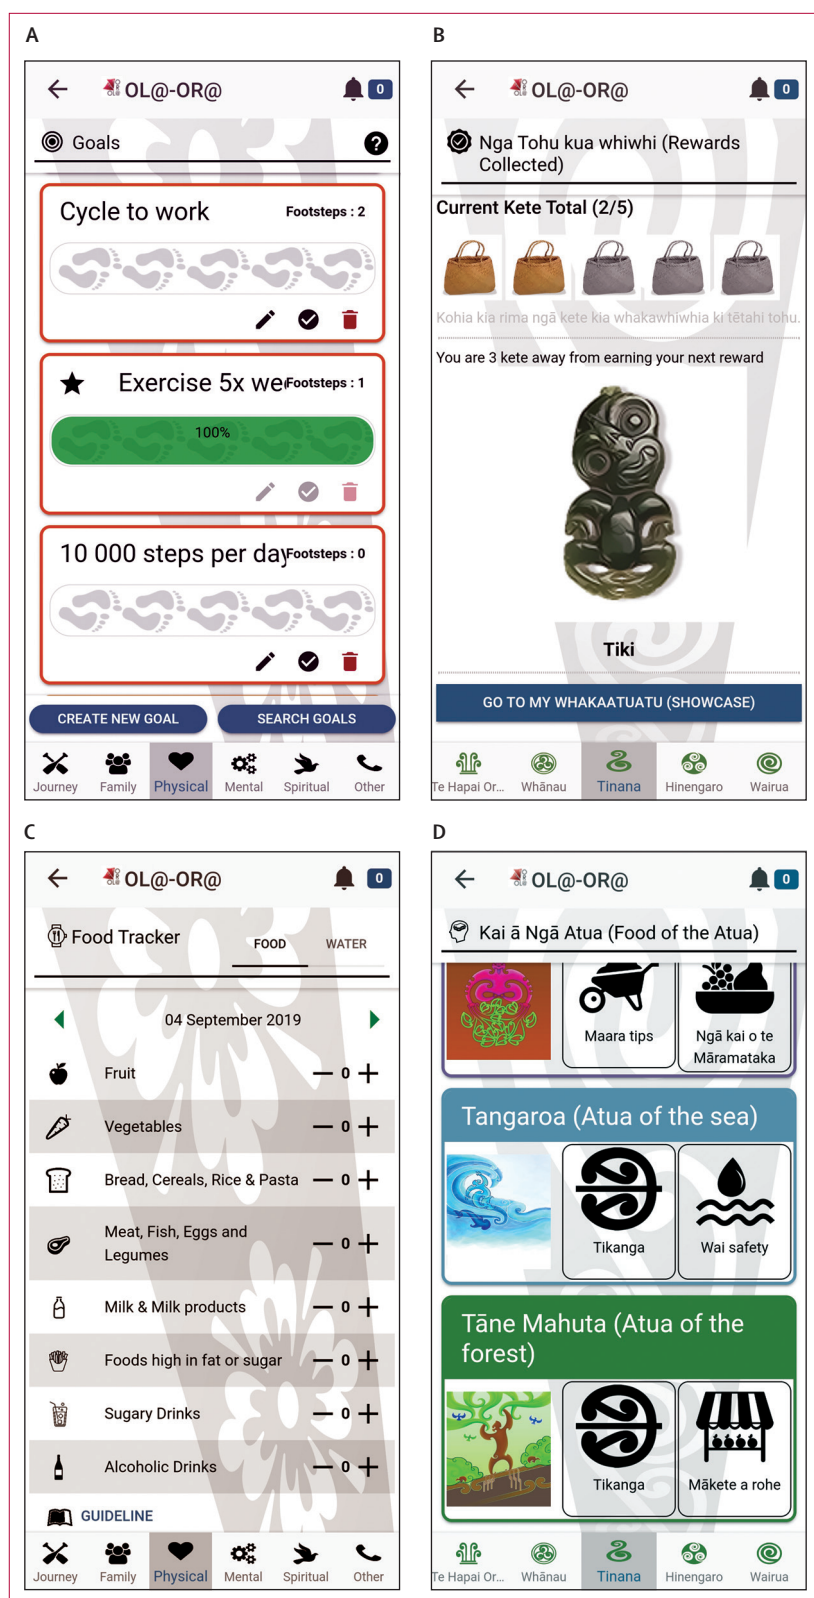 A
OL@-OR@
0
Goals
?
Cycle to work
Footsteps : 2
Exercise 5x we
Footsteps : 1
100%
10 000 steps per day
Footsteps : 0
CREATE NEW GOAL
SEARCH GOALS
Journey
Family
Physical
Mental
Spiritual
Other
B
OL@-OR@
0
Nga Tohu kua whiwhi (Rewards
Collected)
Current Kete Total (2/5)
Kohia kia rima ngā kete kia whakawhiwhia ki tētahi tohu.
You are 3 kete away from earning your next reward
Tiki
GO TO MY WHAKAATUATU (SHOWCASE)
Te Hapai Or...
Whānau
Tinana
Hinengaro
Wairua
C
OL@-OR@
0
Food Tracker
FOOD
WATER
04 September 2019
Fruit
0
Vegetables
0
Bread, Cereals, Rice & Pasta
0
Meat, Fish, Eggs and
Legumes
0
Milk & Milk products
0
Foods high in fat or sugar
0
Sugary Drinks
0
Alcoholic Drinks
0
GUIDELINE
Journey
Family
Physical
Mental
Spiritual
Other
D
OL@-OR@
0
Kai ā Ngā Atua (Food of the Atua)
Maara tips
Ngā kai o te
Māramataka
Tangaroa (Atua of the sea)
Tikanga
Wai safety
Tāne Mahuta (Atua of the
forest)
Tikanga
Mākete a rohe
Te Hapai Or...
Whānau
Tinana
Hinengaro
Wairua